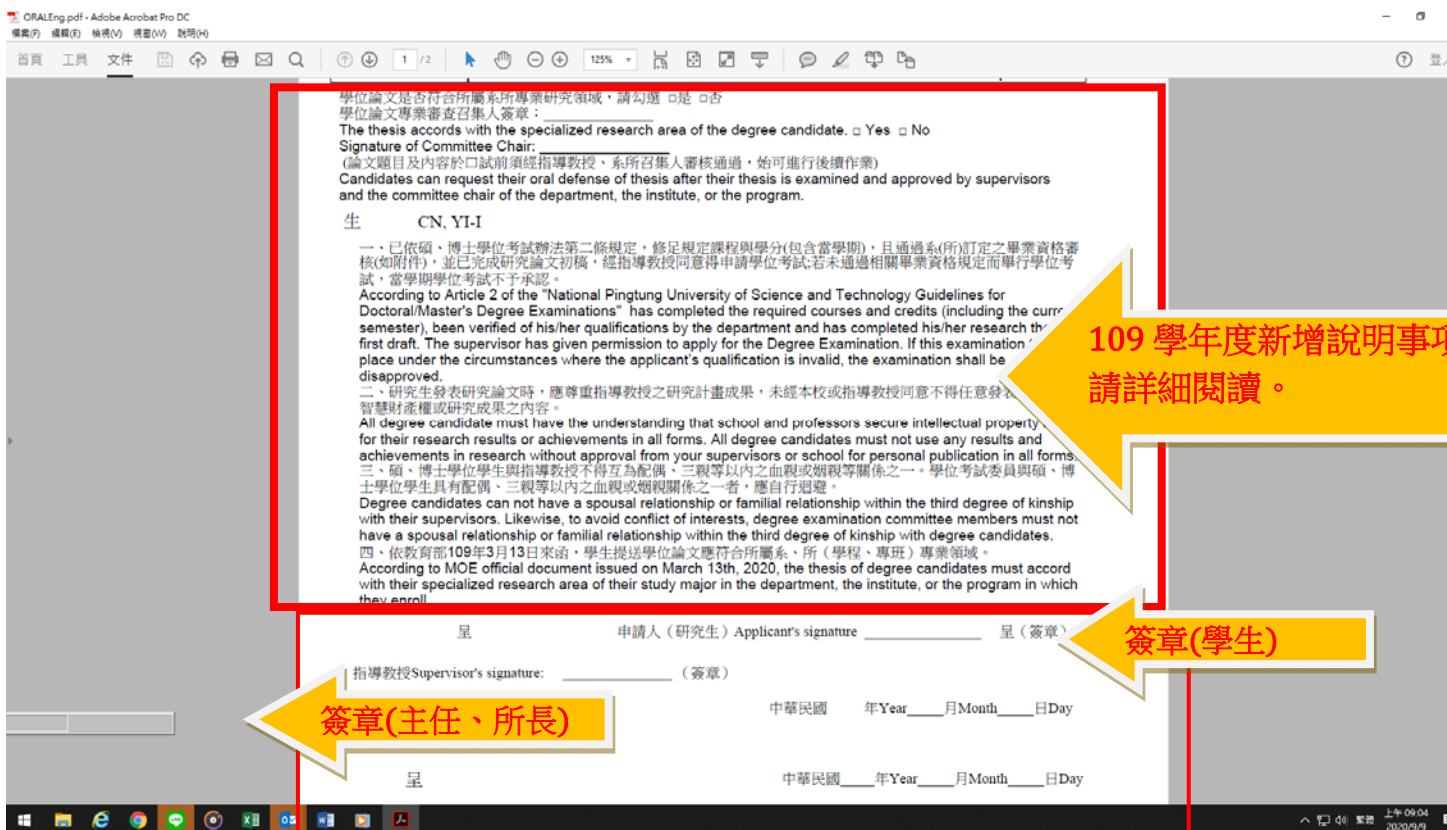 ORALEng.pdf - Adobe Acrobat Pro DC
檔案(F) 編輯(E) 檢視(V) 視窗(W) 說明(H)
首頁 工具 文件 1 / 2 125% 登
學位論文是否符合所屬系所專業研究領域，請勾選 □是 □否
學位論文專業審查召集人簽章：
The thesis accords with the specialized research area of the degree candidate. □ Yes □ No
Signature of Committee Chair:
(論文題目及內容於口試前須經指導教授、系所召集人審核通過，始可進行後續作業)
Candidates can request their oral defense of thesis after their thesis is examined and approved by supervisors
and the committee chair of the department, the institute, or the program.
生 CN, YI-I
一、已依碩、博士學位考試辦法第二條規定，修足規定課程與學分(包含當學期)，且通過系(所)訂定之畢業資格審
核(如附件)，並已完成研究論文初稿，經指導教授同意得申請學位考試;若未通過相關畢業資格規定而舉行學位考
試，當學期學位考試不予承認。
According to Article 2 of the "National Pingtung University of Science and Technology Guidelines for
Doctoral/Master's Degree Examinations" has completed the required courses and credits (including the curre
semester), been verified of his/her qualifications by the department and has completed his/her research the
first draft. The supervisor has given permission to apply for the Degree Examination. If this examination
place under the circumstances where the applicant's qualification is invalid, the examination shall be
disapproved.
二、研究生發表研究論文時，應尊重指導教授之研究計畫成果，未經本校或指導教授同意不得任意發表
智慧財產權或研究成果之內容。
All degree candidate must have the understanding that school and professors secure intellectual property
for their research results or achievements in all forms. All degree candidates must not use any results and
achievements in research without approval from your supervisors or school for personal publication in all forms.
三、碩、博士學位學生與指導教授不得互為配偶、三親等以內之血親或姻親等關係之一。學位考試委員與碩、博
士學位學生具有配偶、三親等以內之血親或姻親關係之一者，應自行迴避。
Degree candidates can not have a spousal relationship or familial relationship within the third degree of kinship
with their supervisors. Likewise, to avoid conflict of interests, degree examination committee members must not
have a spousal relationship or familial relationship within the third degree of kinship with degree candidates.
四、依教育部109年3月13日來函，學生提送學位論文應符合所屬系、所（學程、專班）專業領域。
According to MOE official document issued on March 13th, 2020, the thesis of degree candidates must accord
with their specialized research area of their study major in the department, the institute, or the program in which
they enroll
109 學年度新增說明事項
請詳細閱讀。
呈 申請人（研究生）Applicant's signature 呈（簽章）
簽章(學生)
指導教授Supervisor's signature: （簽章）
簽章(主任、所長)
中華民國 年Year 月Month 日Day
呈 中華民國 年Year 月Month 日Day
繁體 上午 09:04
2020/9/9